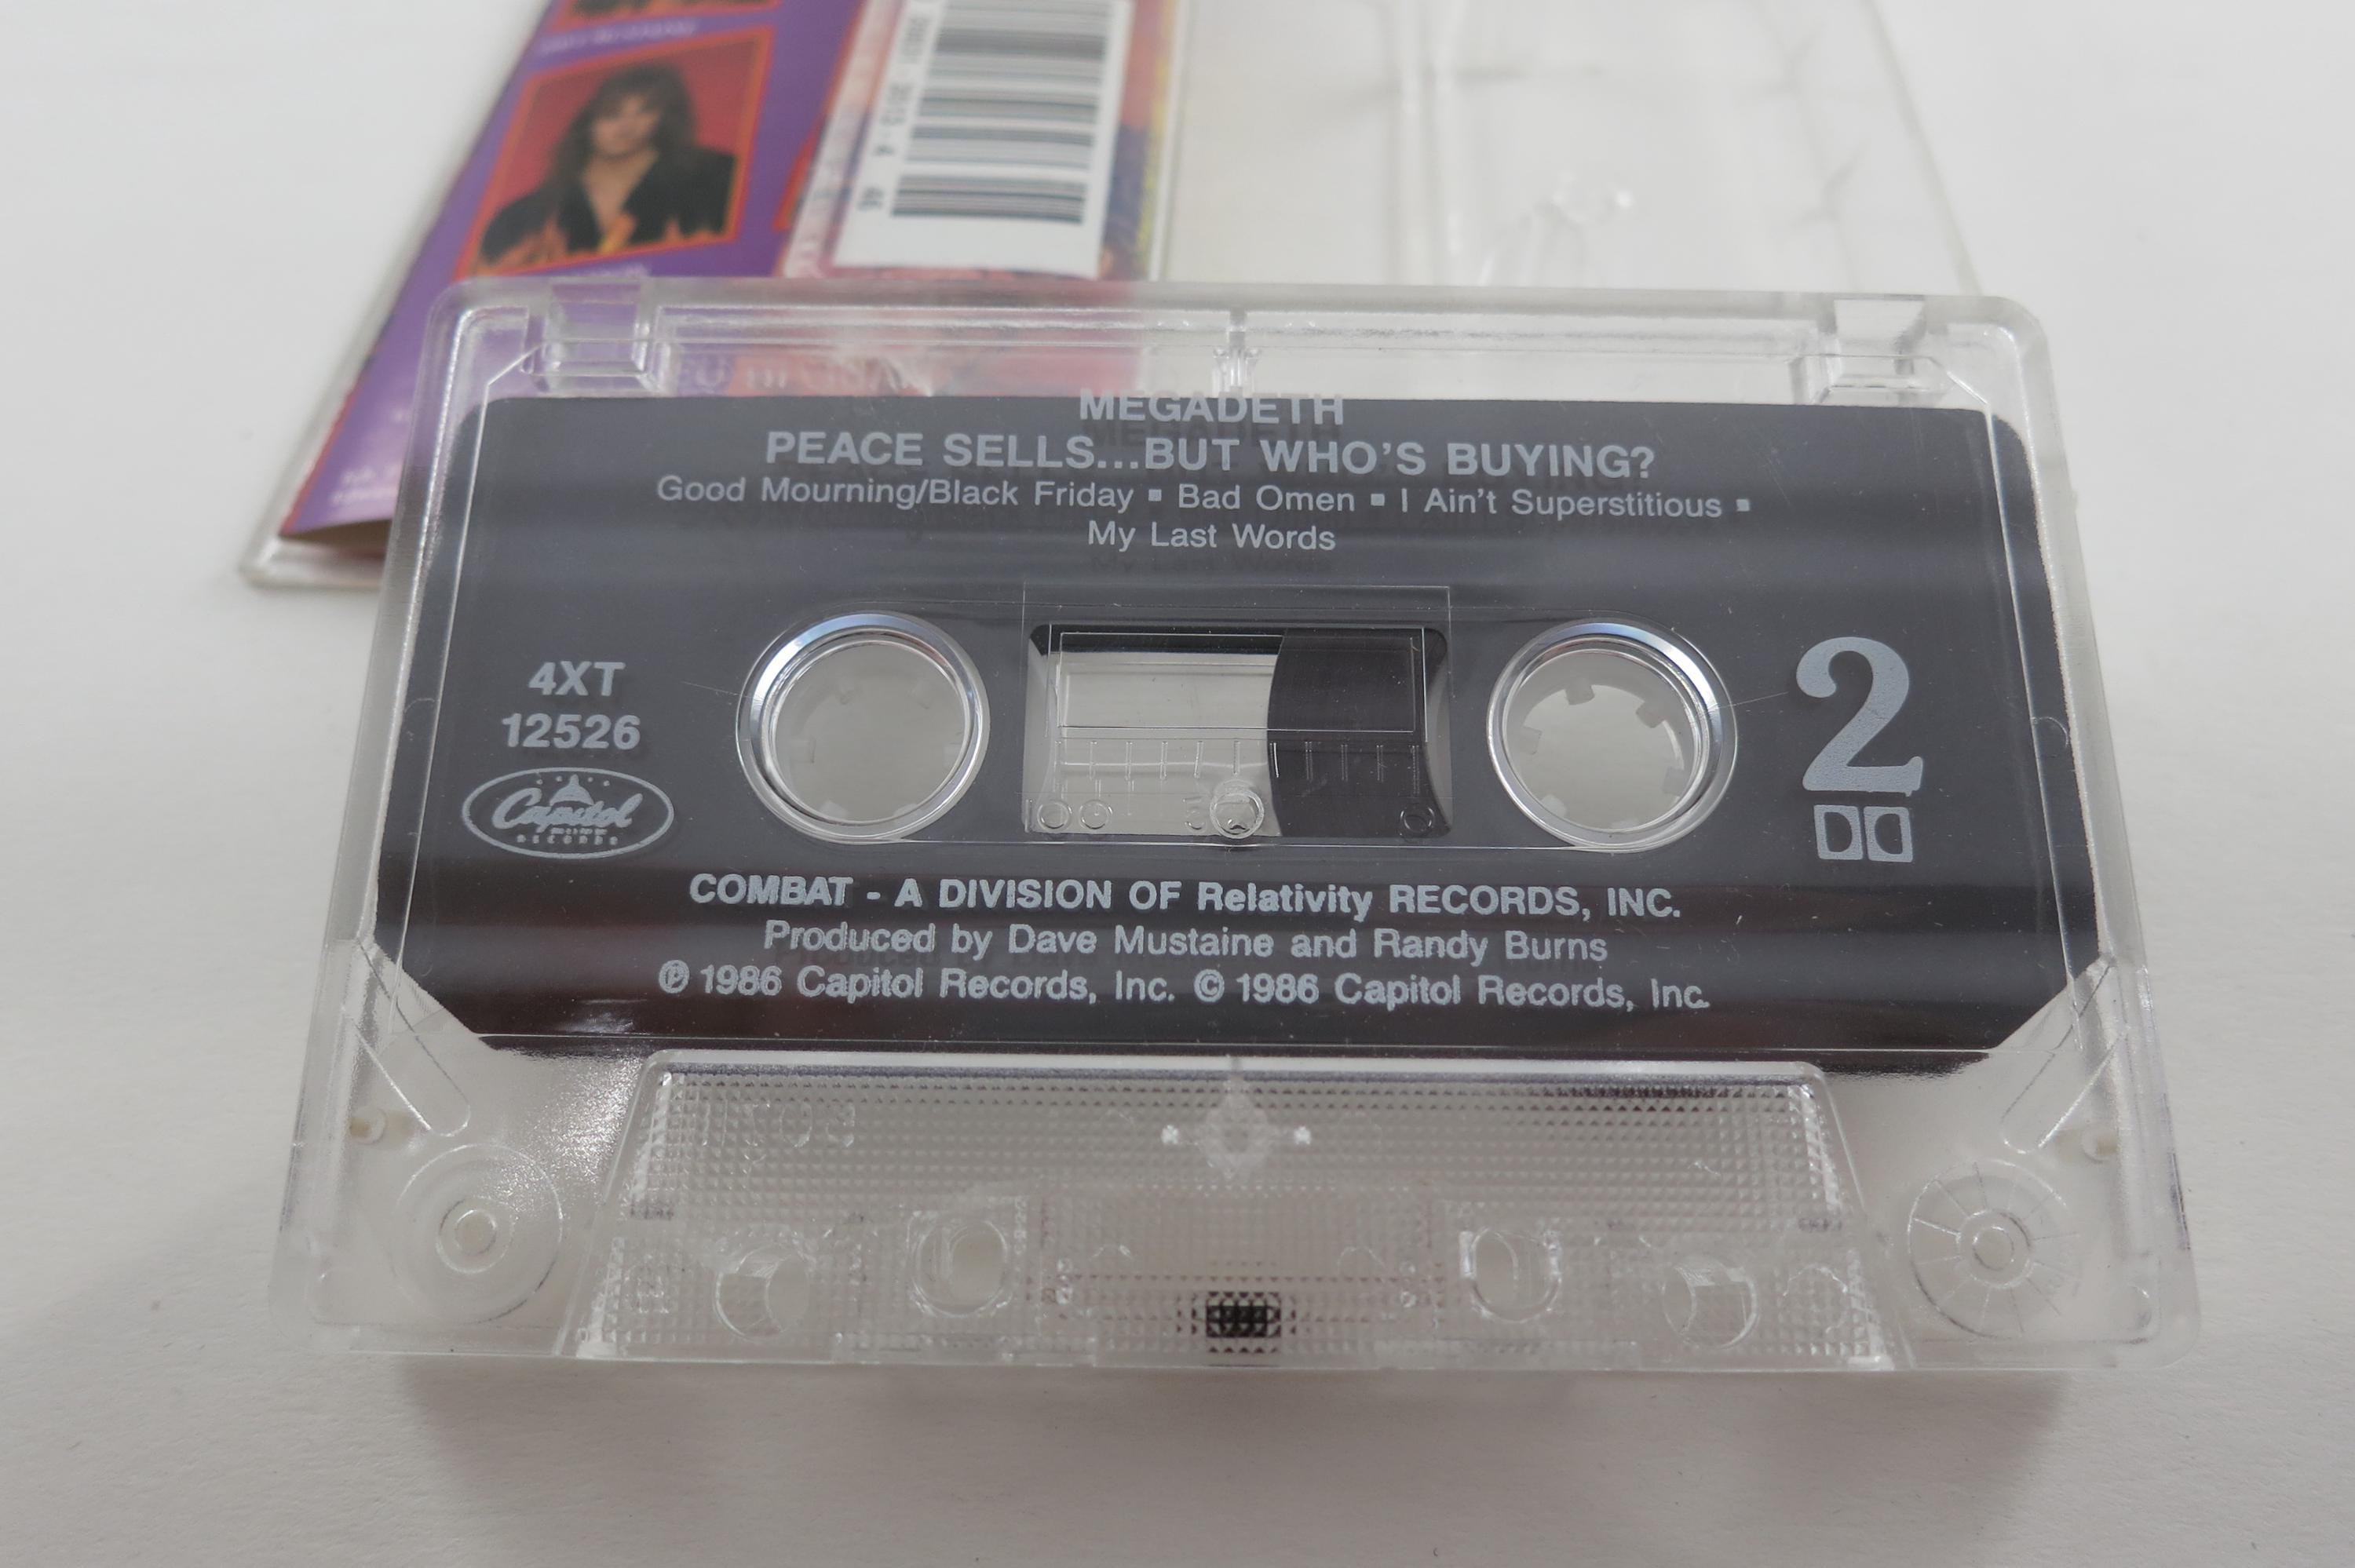 MEGADETH
PEACE SELLS...BUT WHO'S BUYING?
Good Mourning/Black Friday ▪ Bad Omen ▪ I Ain't Superstitious ▪
My Last Words
4XT
12526
Capitol
RECORDS
2
COMBAT - A DIVISION OF Relativity RECORDS, INC.
Produced by Dave Mustaine and Randy Burns
℗ 1986 Capitol Records, Inc. © 1986 Capitol Records, Inc.